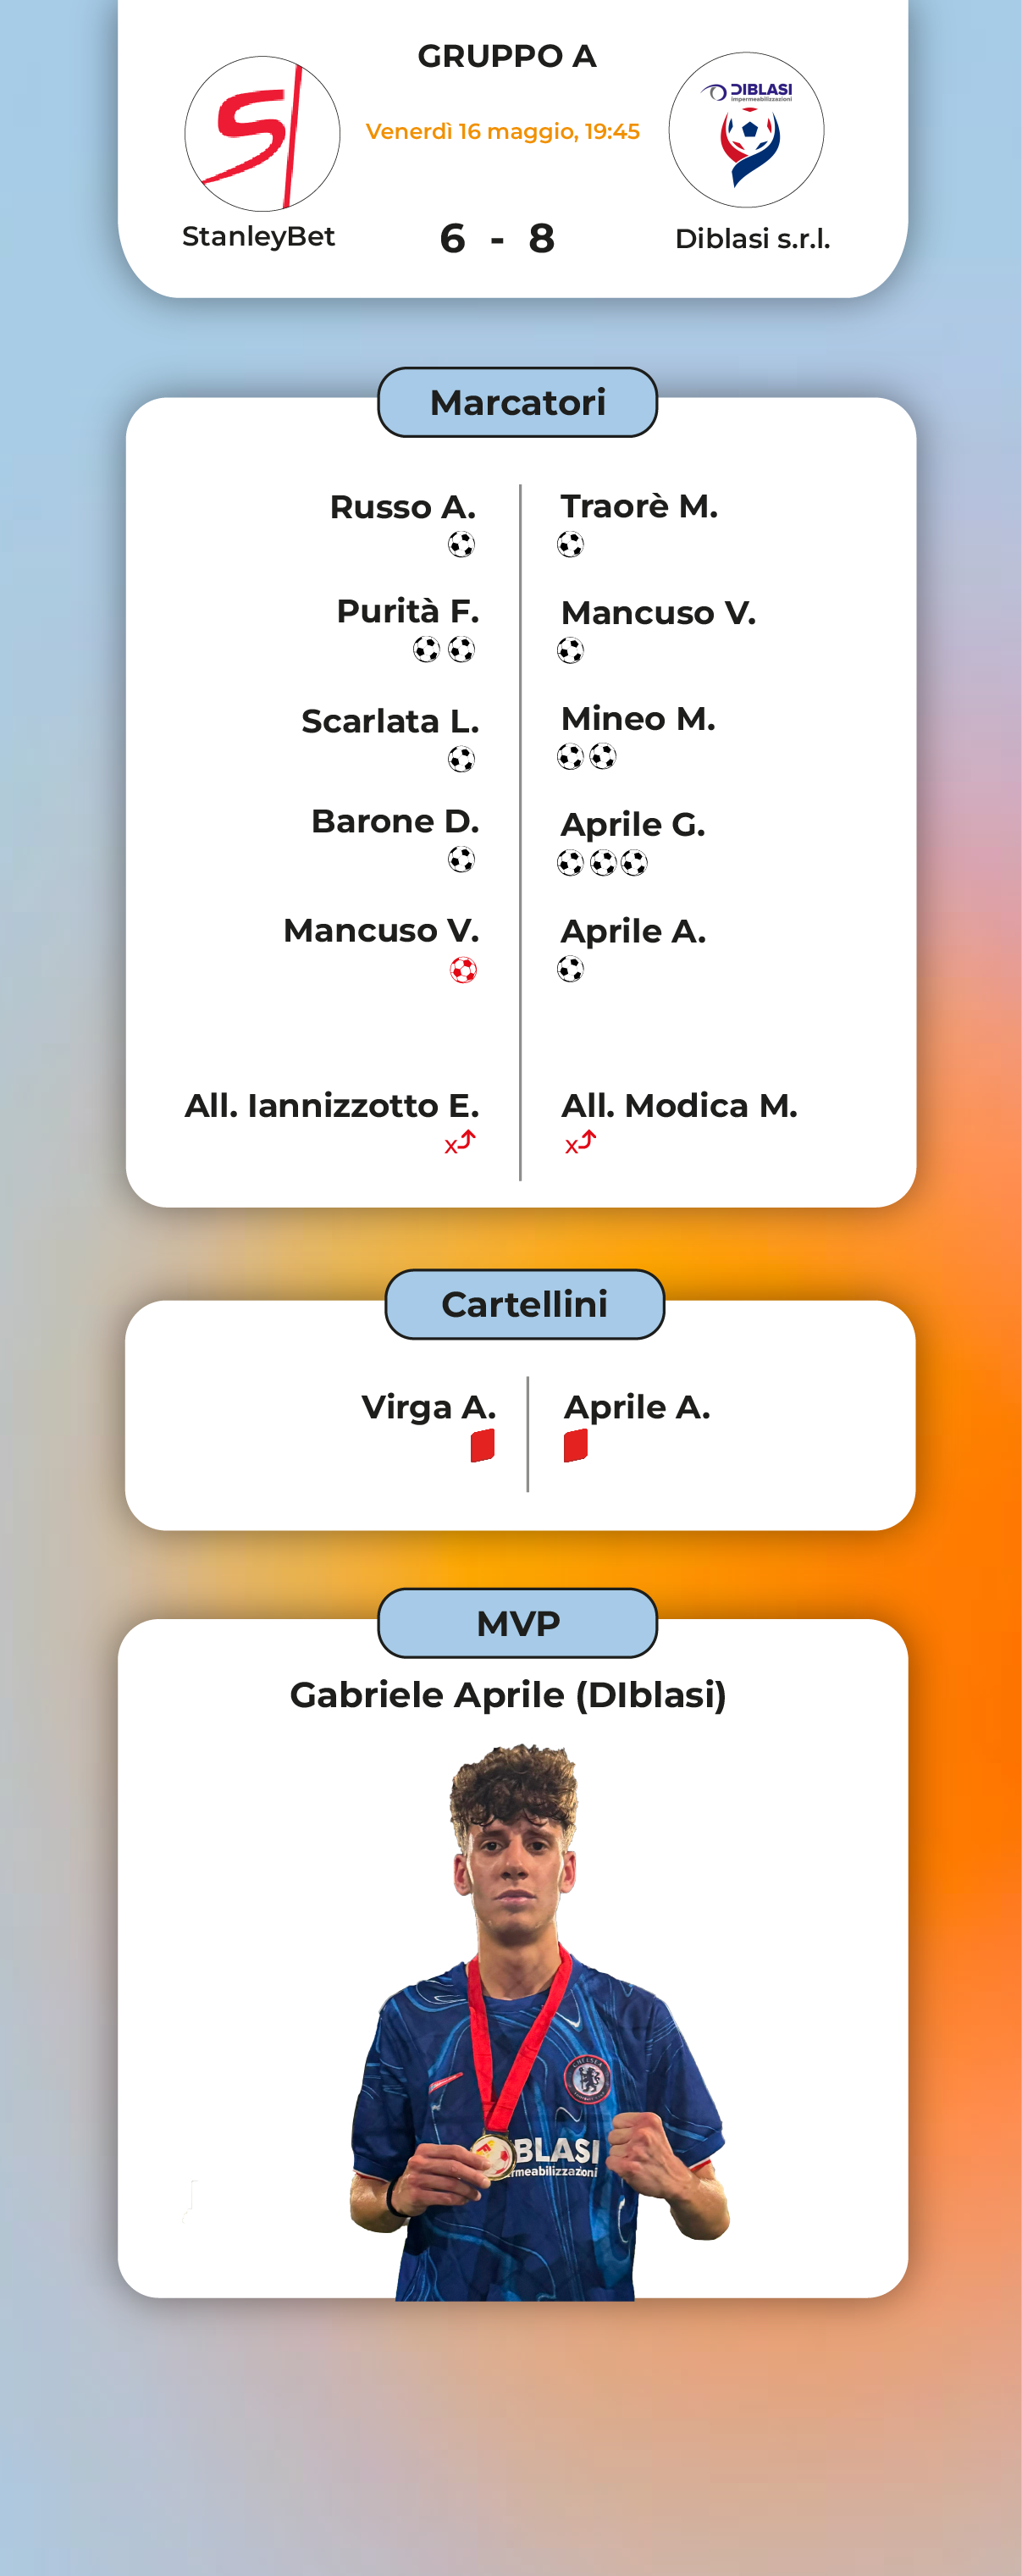 GRUPPO A
DIBLASI
impermeabilizzazioni
Venerdì 16 maggio, 19:45
StanleyBet
6 - 8
Diblasi s.r.l.
Marcatori
Russo A.
Traorè M.
Purità F.
Mancuso V.
Scarlata L.
Mineo M.
Barone D.
Aprile G.
Mancuso V.
Aprile A.
All. Iannizzotto E.
All. Modica M.
x
x
Cartellini
Virga A.
Aprile A.
MVP
Gabriele Aprile (DIblasi)
CHELSEA
BLASI
rmeabilizzazioni